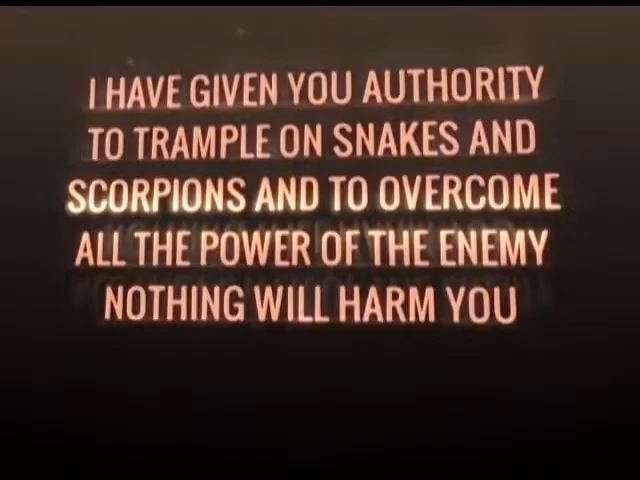 I HAVE GIVEN YOU AUTHORITY
TO TRAMPLE ON SNAKES AND
SCORPIONS AND TO OVERCOME
ALL THE POWER OF THE ENEMY
NOTHING WILL HARM YOU